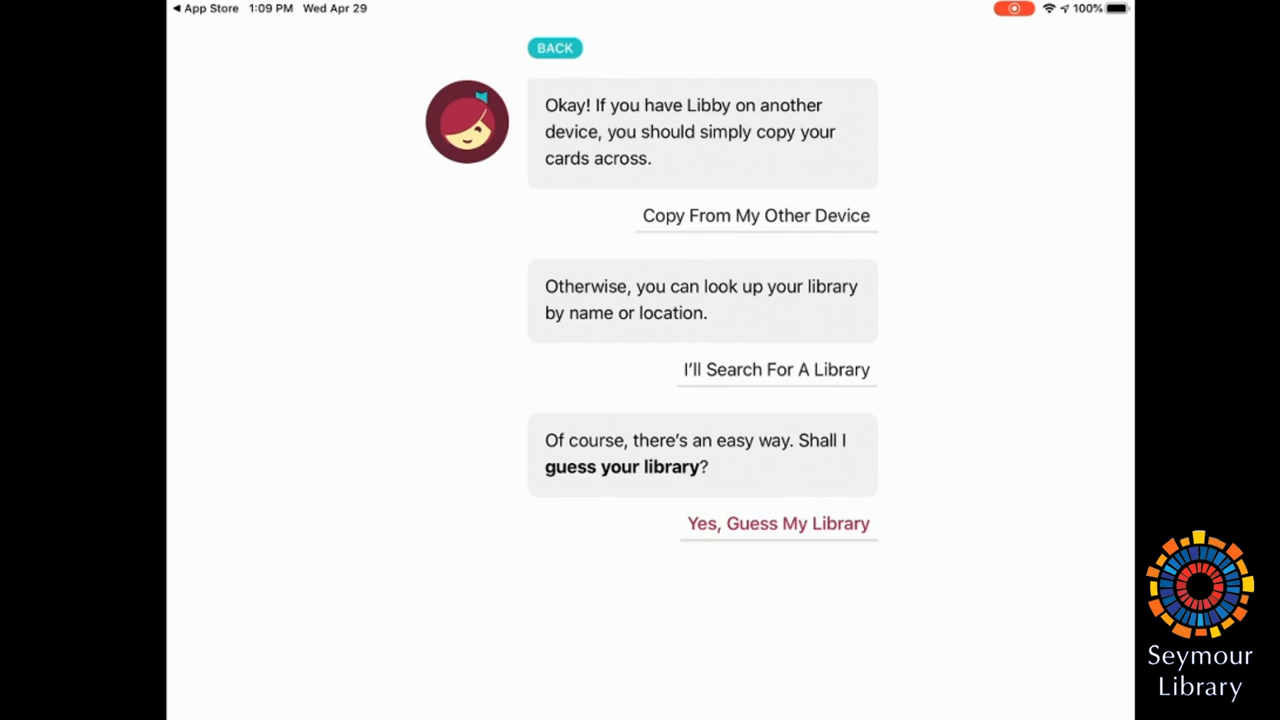 ◀ App Store 1:09 PM Wed Apr 29 100%
BACK
Okay! If you have Libby on another
device, you should simply copy your
cards across.
Copy From My Other Device
Otherwise, you can look up your library
by name or location.
I'll Search For A Library
Of course, there's an easy way. Shall I
guess your library?
Yes, Guess My Library
Seymour
Library